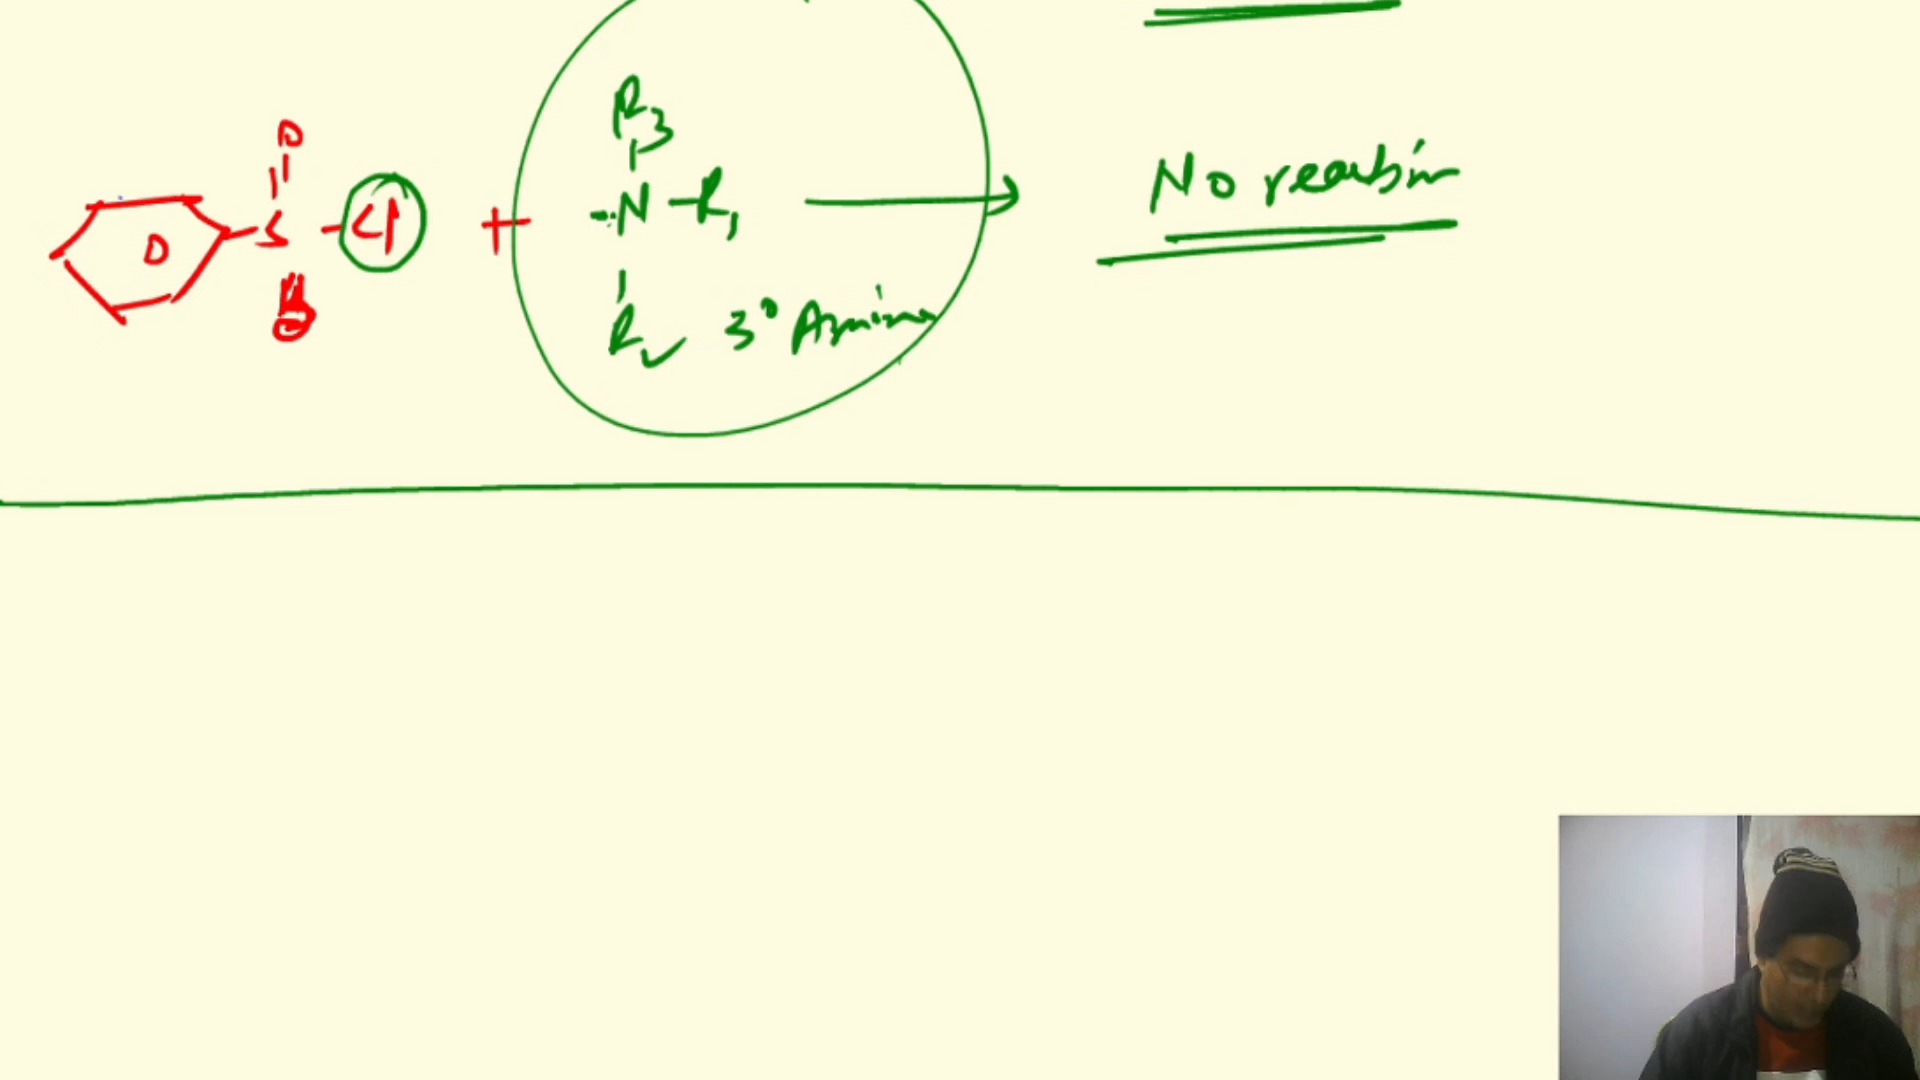 O
S - Cl
O
+
R3
N - R1
R2
3° Amine
No reaction